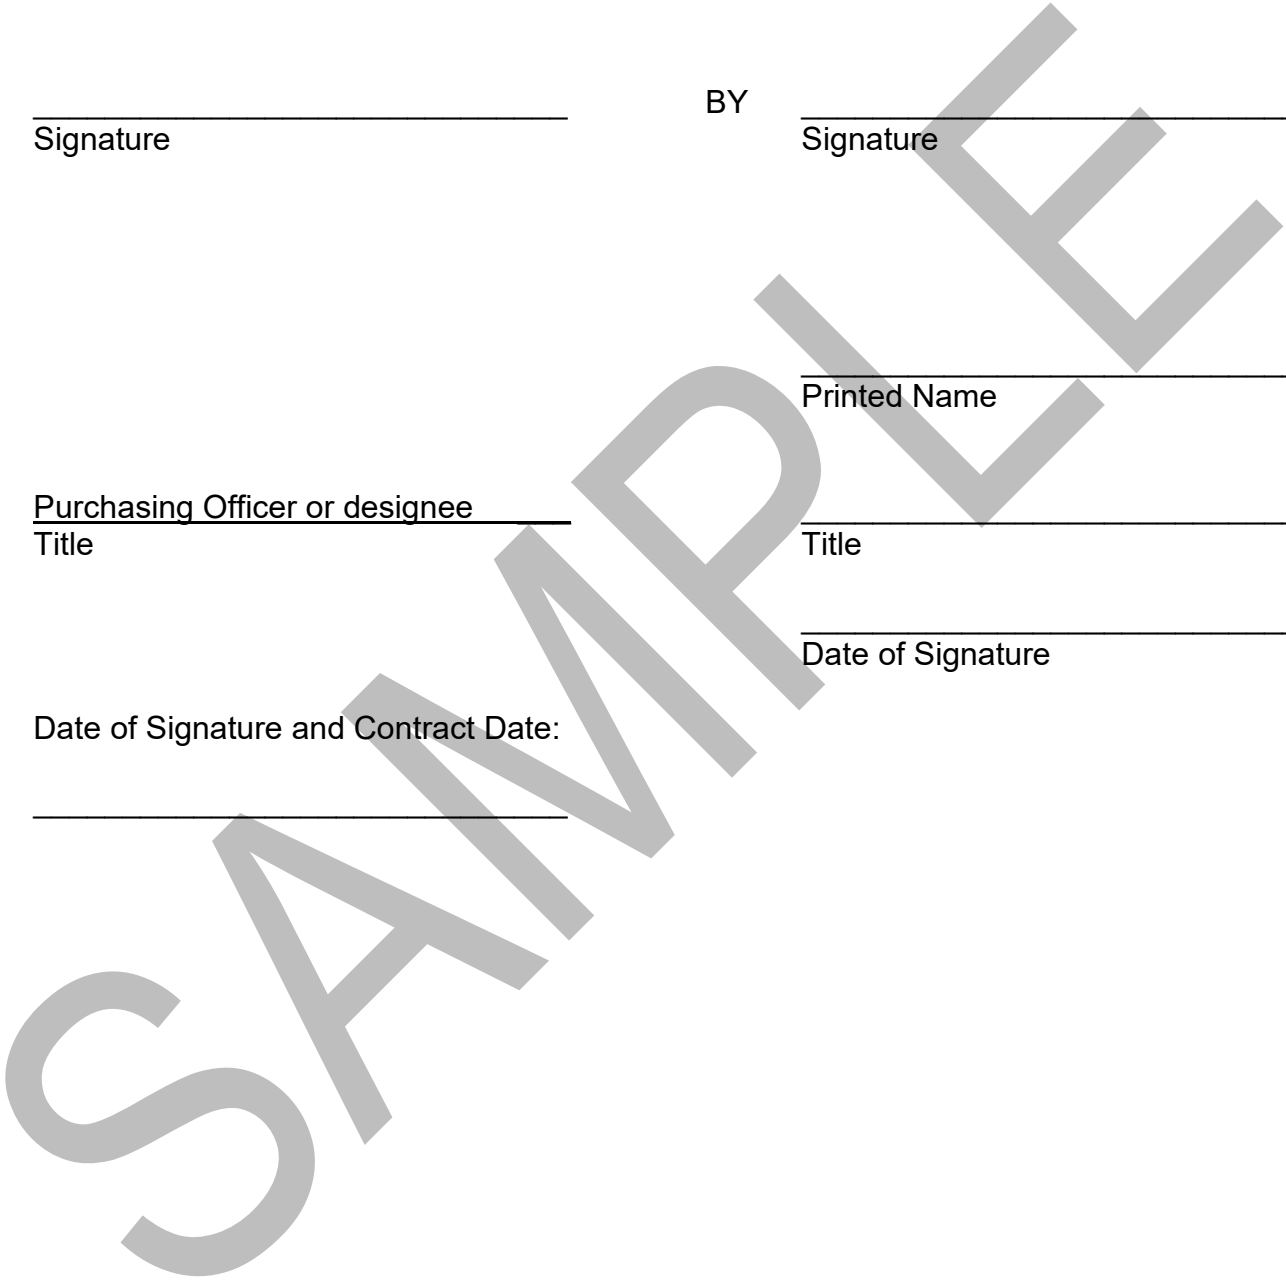 BY
Signature
Signature
Printed Name
Purchasing Officer or designee
Title
Title
Date of Signature
Date of Signature and Contract Date:
SAMPLE